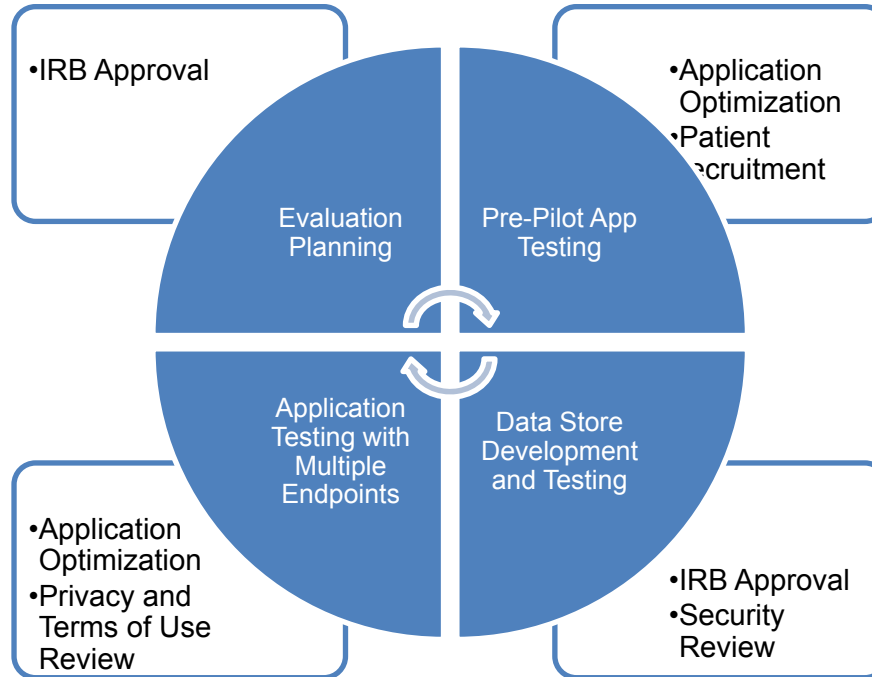 •IRB Approval
•Application
Optimization
•Patient
ecruitment
Evaluation
Planning
Pre-Pilot App
Testing
Application
Testing with
Multiple
Endpoints
Data Store
Development
and Testing
•Application
Optimization
•Privacy and
Terms of Use
Review
•IRB Approval
•Security
Review